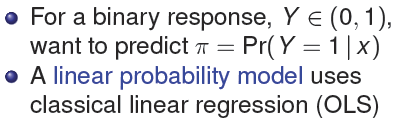 • For a binary response, Y ∈ (0, 1),
want to predict π = Pr(Y = 1 | x)
• A linear probability model uses
classical linear regression (OLS)